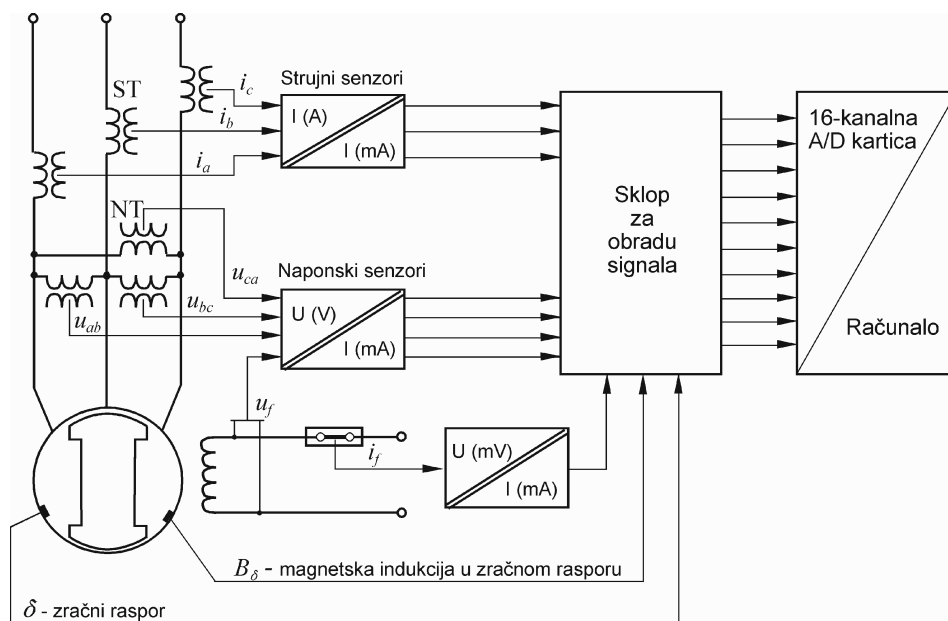 ST
i_c
Strujni senzori
i_b
I (A)
i_a
I (mA)
16-kanalna
A/D kartica
Sklop
za
obradu
signala
NT
u_ca
Naponski senzori
u_bc
u_ab
U (V)
I (mA)
Računalo
u_f
i_f
U (mV)
I (mA)
B_δ - magnetska indukcija u zračnom rasporu
δ - zračni raspor